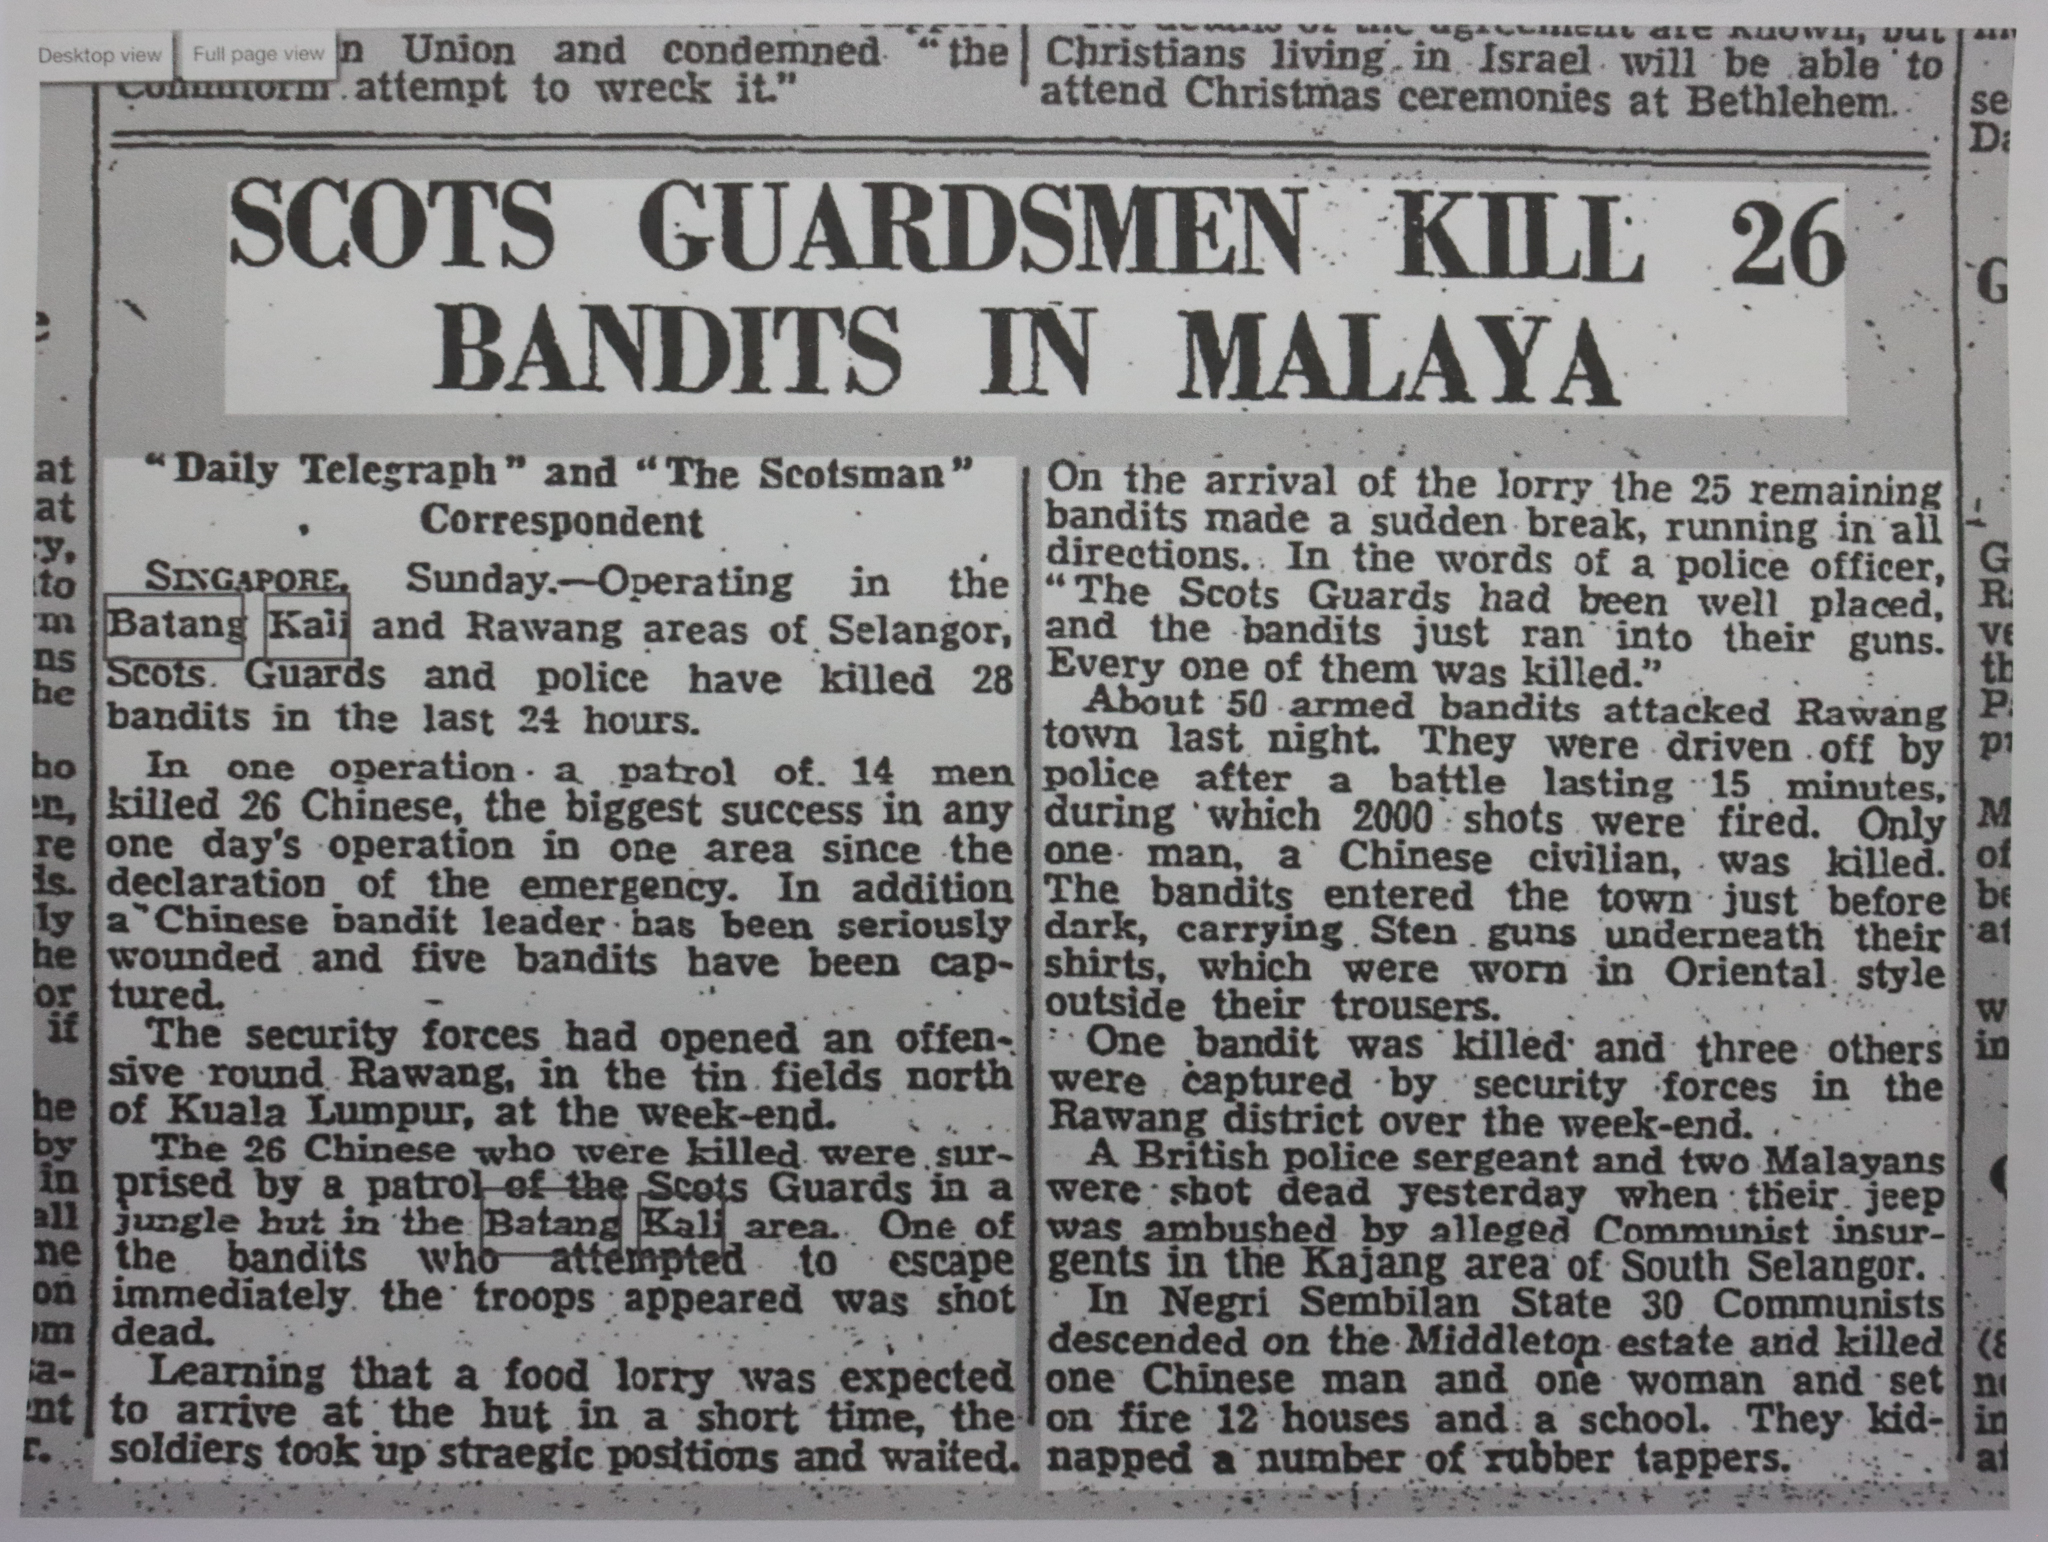 Desktop view
Full page view
n Union and condemned "the
Cominform attempt to wreck it."
the details of the agreement are known, but
Christians living in Israel will be able to
attend Christmas ceremonies at Bethlehem.
SCOTS GUARDSMEN KILL 26
BANDITS IN MALAYA
"Daily Telegraph" and "The Scotsman"
Correspondent
SINGAPORE, Sunday.—Operating in the
Batang Kali and Rawang areas of Selangor,
Scots Guards and police have killed 28
bandits in the last 24 hours.
In one operation a patrol of 14 men
killed 26 Chinese, the biggest success in any
one day's operation in one area since the
declaration of the emergency. In addition
a Chinese bandit leader has been seriously
wounded and five bandits have been cap-
tured.
The security forces had opened an offen-
sive round Rawang, in the tin fields north
of Kuala Lumpur, at the week-end.
The 26 Chinese who were killed were sur-
prised by a patrol of the Scots Guards in a
jungle hut in the Batang Kali area. One of
the bandits who attempted to escape
immediately the troops appeared was shot
dead.
Learning that a food lorry was expected
to arrive at the hut in a short time, the
soldiers took up straegic positions and waited.
On the arrival of the lorry the 25 remaining
bandits made a sudden break, running in all
directions. In the words of a police officer,
"The Scots Guards had been well placed,
and the bandits just ran into their guns.
Every one of them was killed."
About 50 armed bandits attacked Rawang
town last night. They were driven off by
police after a battle lasting 15 minutes,
during which 2000 shots were fired. Only
one man, a Chinese civilian, was killed.
The bandits entered the town just before
dark, carrying Sten guns underneath their
shirts, which were worn in Oriental style
outside their trousers.
One bandit was killed and three others
were captured by security forces in the
Rawang district over the week-end.
A British police sergeant and two Malayans
were shot dead yesterday when their jeep
was ambushed by alleged Communist insur-
gents in the Kajang area of South Selangor.
In Negri Sembilan State 30 Communists
descended on the Middleton estate and killed
one Chinese man and one woman and set
on fire 12 houses and a school. They kid-
napped a number of rubber tappers.